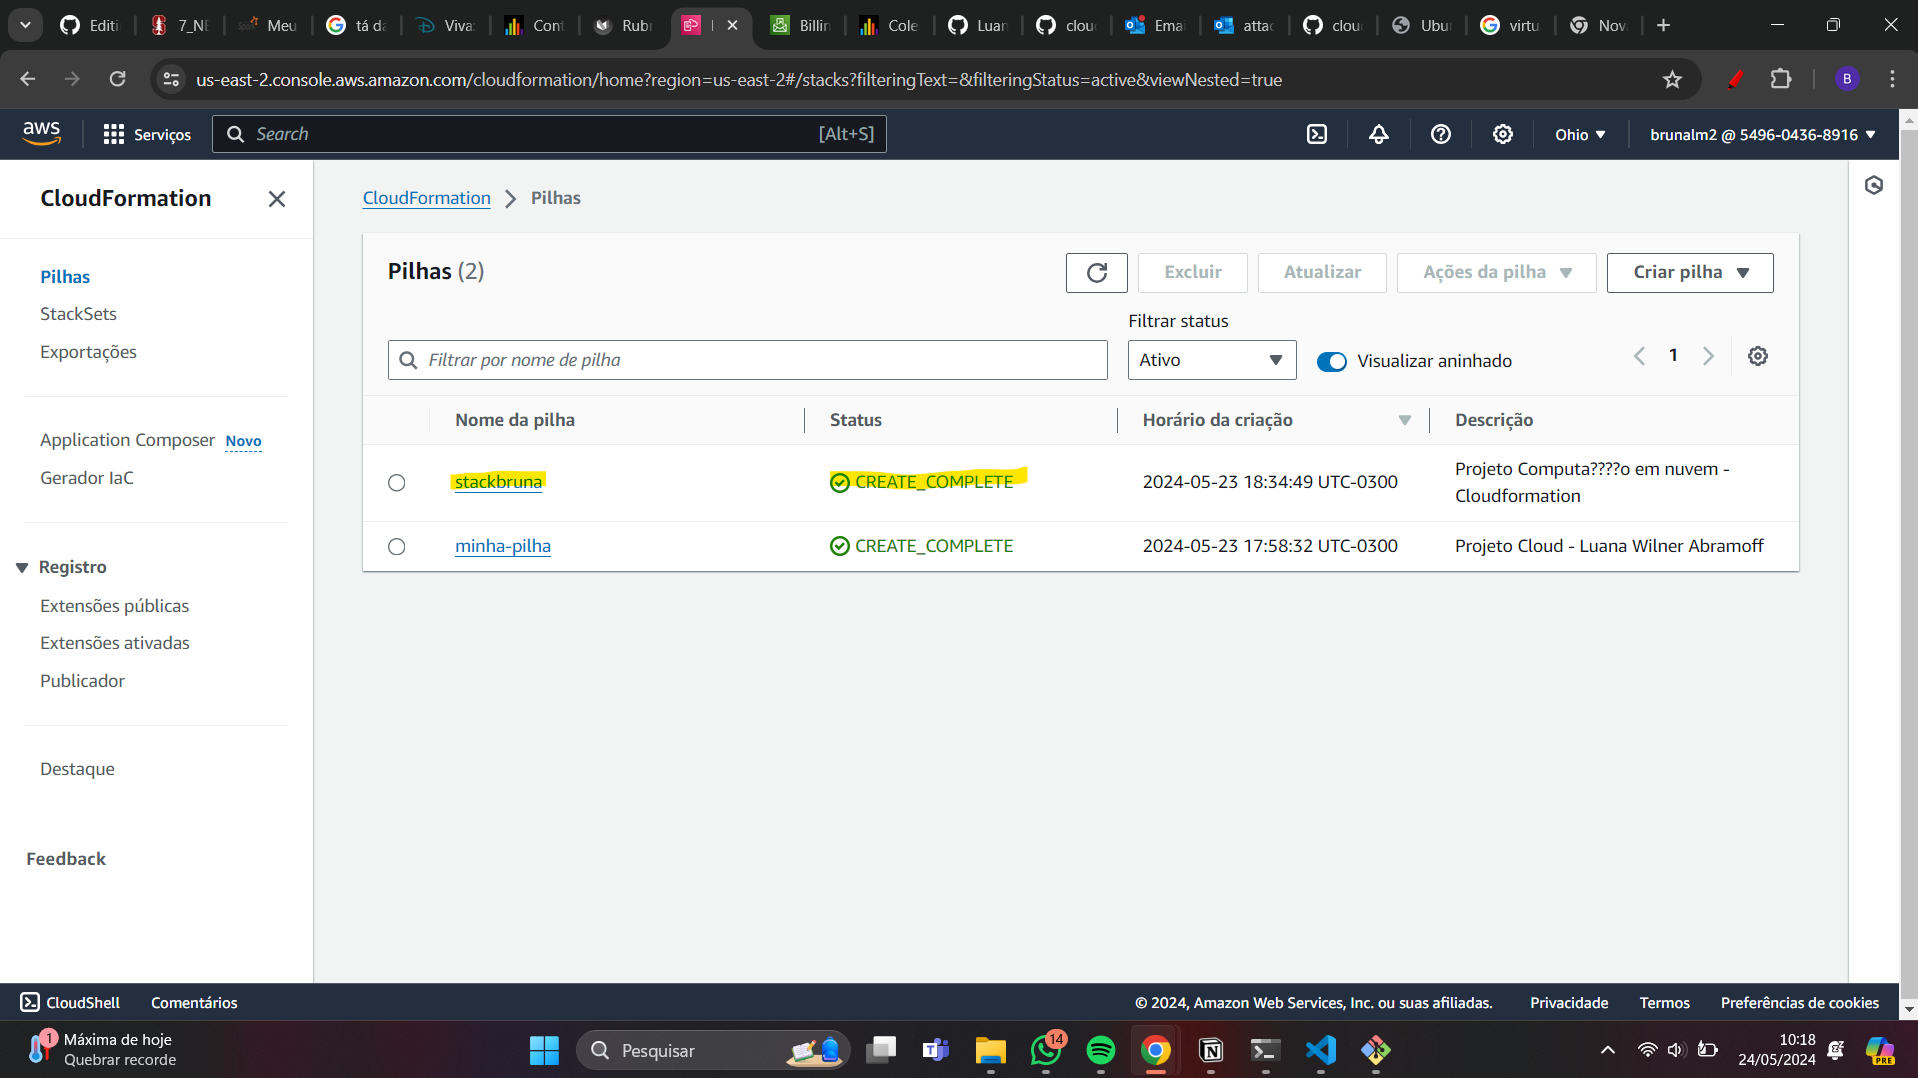 Editi
7_NE
Meu
tá da
Viva:
Cont
Rubr
Billin
Cole
Luan
clou
Emai
attac
clou
Ubu
virtu
Nov
us-east-2.console.aws.amazon.com/cloudformation/home?region=us-east-2#/stacks?filteringText=&filteringStatus=active&viewNested=true
B
aws
Serviços
Search
[Alt+S]
Ohio
brunalm2 @ 5496-0436-8916
CloudFormation
Pilhas
StackSets
Exportações
Application Composer Novo
Gerador IaC
Registro
Extensões públicas
Extensões ativadas
Publicador
Destaque
Feedback
CloudFormation
Pilhas
Pilhas (2)
Excluir
Atualizar
Ações da pilha
Criar pilha
Filtrar status
Filtrar por nome de pilha
Ativo
Visualizar aninhado
1
Nome da pilha
Status
Horário da criação
Descrição
stackbruna
CREATE_COMPLETE
2024-05-23 18:34:49 UTC-0300
Projeto Computa????o em nuvem -
Cloudformation
minha-pilha
CREATE_COMPLETE
2024-05-23 17:58:32 UTC-0300
Projeto Cloud - Luana Wilner Abramoff
CloudShell
Comentários
© 2024, Amazon Web Services, Inc. ou suas afiliadas.
Privacidade
Termos
Preferências de cookies
1
Máxima de hoje
Quebrar recorde
Pesquisar
14
10:18
24/05/2024
PRE